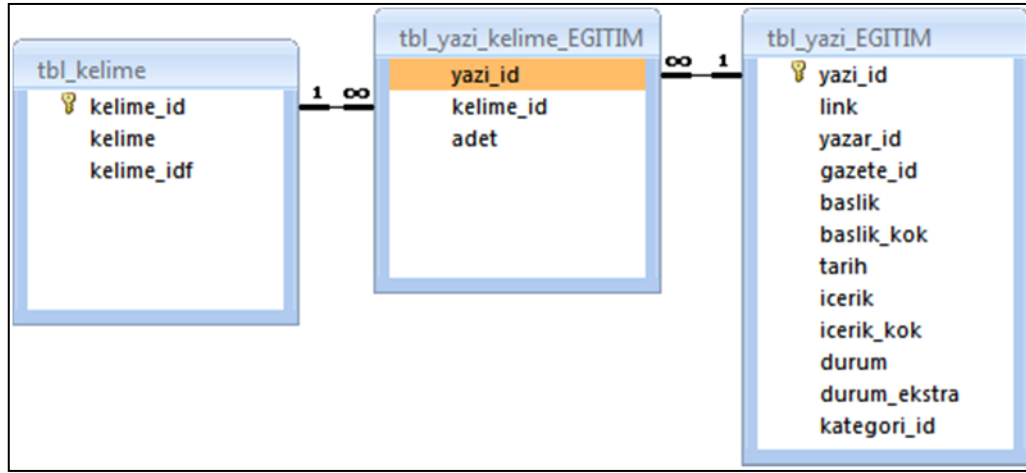 tbl_kelime
kelime_id
kelime
kelime_idf
1 ∞
tbl_yazi_kelime_EGITIM
yazi_id
kelime_id
adet
∞ 1
tbl_yazi_EGITIM
yazi_id
link
yazar_id
gazete_id
baslik
baslik_kok
tarih
icerik
icerik_kok
durum
durum_ekstra
kategori_id